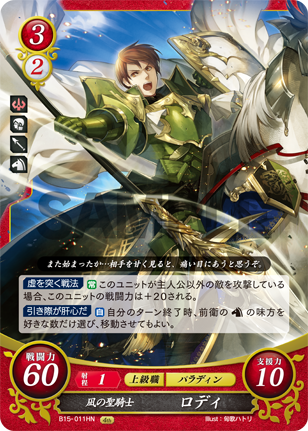 3
2
また始まったか…相手を甘く見ると、痛い目にあうと思うぞ。
虚を突く戦法 常 このユニットが主人公以外の敵を攻撃している
場合、このユニットの戦闘力は+20される。
引き際が肝心だ 自 自分のターン終了時、前衛の の味方を
好きな数だけ選び、移動させてもよい。
戦闘力
60
射程 1 上級職 パラディン
凪の聖騎士 ロディ
支援力
10
B15-011HN
Illust:匈歌ハトリ